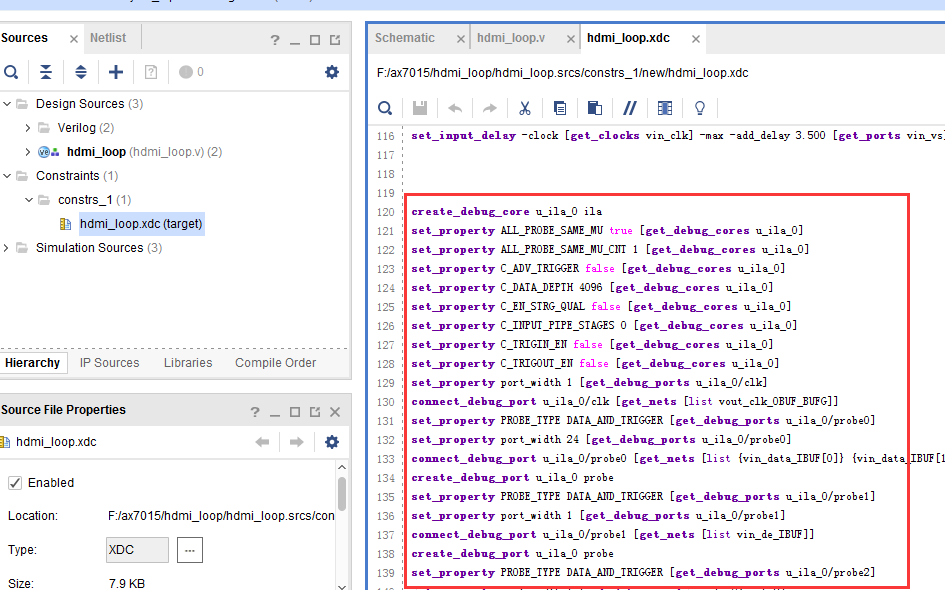 Sources
Netlist
0
Design Sources (3)
Verilog (2)
hdmi_loop (hdmi_loop.v) (2)
Constraints (1)
constrs_1 (1)
hdmi_loop.xdc (target)
Simulation Sources (3)
Hierarchy
IP Sources
Libraries
Compile Order
Source File Properties
hdmi_loop.xdc
Enabled
Location: F:/ax7015/hdmi_loop/hdmi_loop.srcs/con
Type: XDC ...
Size: 7.9 KB
Schematic
hdmi_loop.v
hdmi_loop.xdc
F:/ax7015/hdmi_loop/hdmi_loop.srcs/constrs_1/new/hdmi_loop.xdc
116 set_input_delay -clock [get_clocks vin_clk] -max -add_delay 3.500 [get_ports vin_vs]
117
118
119
120 create_debug_core u_ila_0 ila
121 set_property ALL_PROBE_SAME_MU true [get_debug_cores u_ila_0]
122 set_property ALL_PROBE_SAME_MU_CNT 1 [get_debug_cores u_ila_0]
123 set_property C_ADV_TRIGGER false [get_debug_cores u_ila_0]
124 set_property C_DATA_DEPTH 4096 [get_debug_cores u_ila_0]
125 set_property C_EN_STRG_QUAL false [get_debug_cores u_ila_0]
126 set_property C_INPUT_PIPE_STAGES 0 [get_debug_cores u_ila_0]
127 set_property C_TRIGIN_EN false [get_debug_cores u_ila_0]
128 set_property C_TRIGOUT_EN false [get_debug_cores u_ila_0]
129 set_property port_width 1 [get_debug_ports u_ila_0/clk]
130 connect_debug_port u_ila_0/clk [get_nets [list vout_clk_OBUF_BUFG]]
131 set_property PROBE_TYPE DATA_AND_TRIGGER [get_debug_ports u_ila_0/probe0]
132 set_property port_width 24 [get_debug_ports u_ila_0/probe0]
133 connect_debug_port u_ila_0/probe0 [get_nets [list {vin_data_IBUF[0]} {vin_data_IBUF[1
134 create_debug_port u_ila_0 probe
135 set_property PROBE_TYPE DATA_AND_TRIGGER [get_debug_ports u_ila_0/probe1]
136 set_property port_width 1 [get_debug_ports u_ila_0/probe1]
137 connect_debug_port u_ila_0/probe1 [get_nets [list vin_de_IBUF]]
138 create_debug_port u_ila_0 probe
139 set_property PROBE_TYPE DATA_AND_TRIGGER [get_debug_ports u_ila_0/probe2]